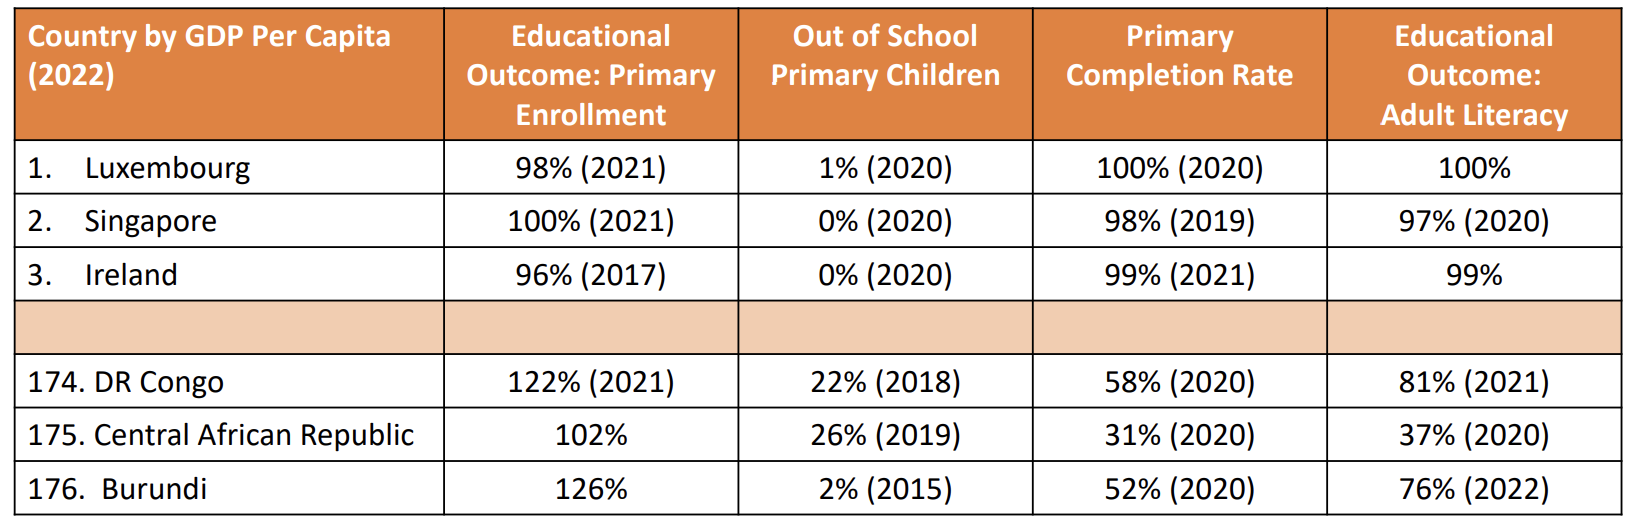 Country by GDP Per Capita (2022) | Educational Outcome: Primary Enrollment | Out of School Primary Children | Primary Completion Rate | Educational Outcome: Adult Literacy
1. Luxembourg | 98% (2021) | 1% (2020) | 100% (2020) | 100%
2. Singapore | 100% (2021) | 0% (2020) | 98% (2019) | 97% (2020)
3. Ireland | 96% (2017) | 0% (2020) | 99% (2021) | 99%
174. DR Congo | 122% (2021) | 22% (2018) | 58% (2020) | 81% (2021)
175. Central African Republic | 102% | 26% (2019) | 31% (2020) | 37% (2020)
176. Burundi | 126% | 2% (2015) | 52% (2020) | 76% (2022)